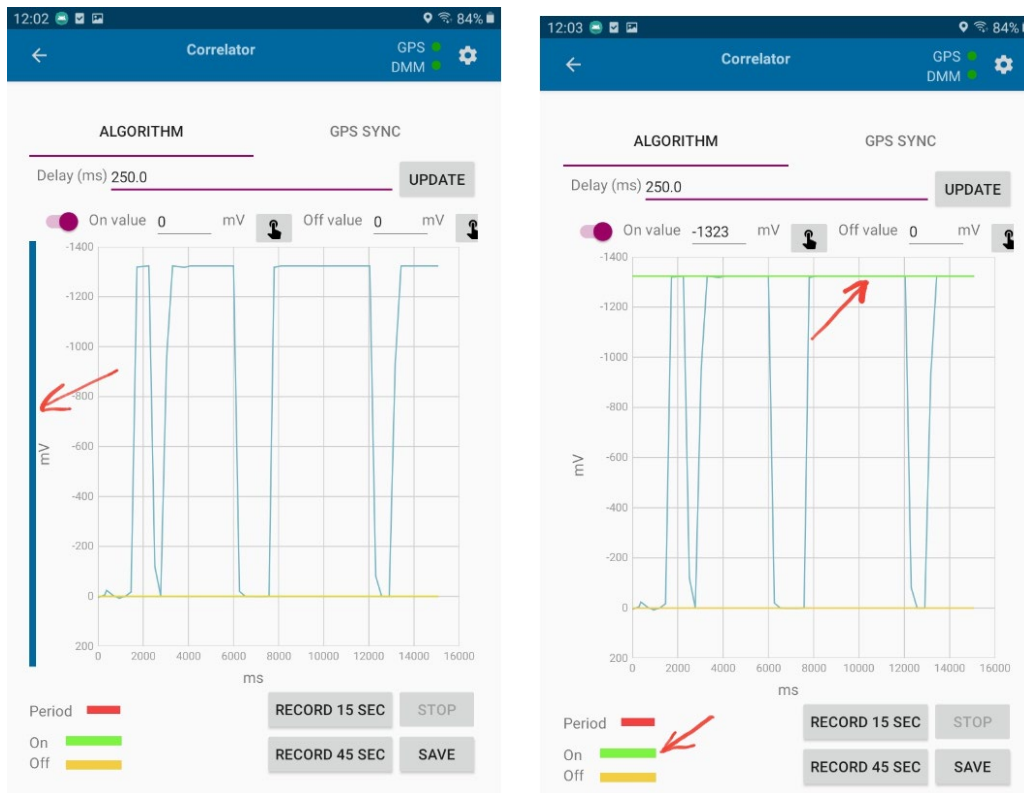 12:02 84%
Correlator
GPS
DMM
ALGORITHM GPS SYNC
Delay (ms) 250.0 UPDATE
On value 0 mV Off value 0 mV
-1400
-1200
-1000
-800
-600
-400
-200
0
200
mV
0 2000 4000 6000 8000 10000 12000 14000 16000
ms
Period RECORD 15 SEC STOP
On
Off RECORD 45 SEC SAVE
12:03 84%
Correlator
GPS
DMM
ALGORITHM GPS SYNC
Delay (ms) 250.0 UPDATE
On value -1323 mV Off value 0 mV
-1400
-1200
-1000
-800
-600
-400
-200
0
200
mV
0 2000 4000 6000 8000 10000 12000 14000 16000
ms
Period RECORD 15 SEC STOP
On
Off RECORD 45 SEC SAVE